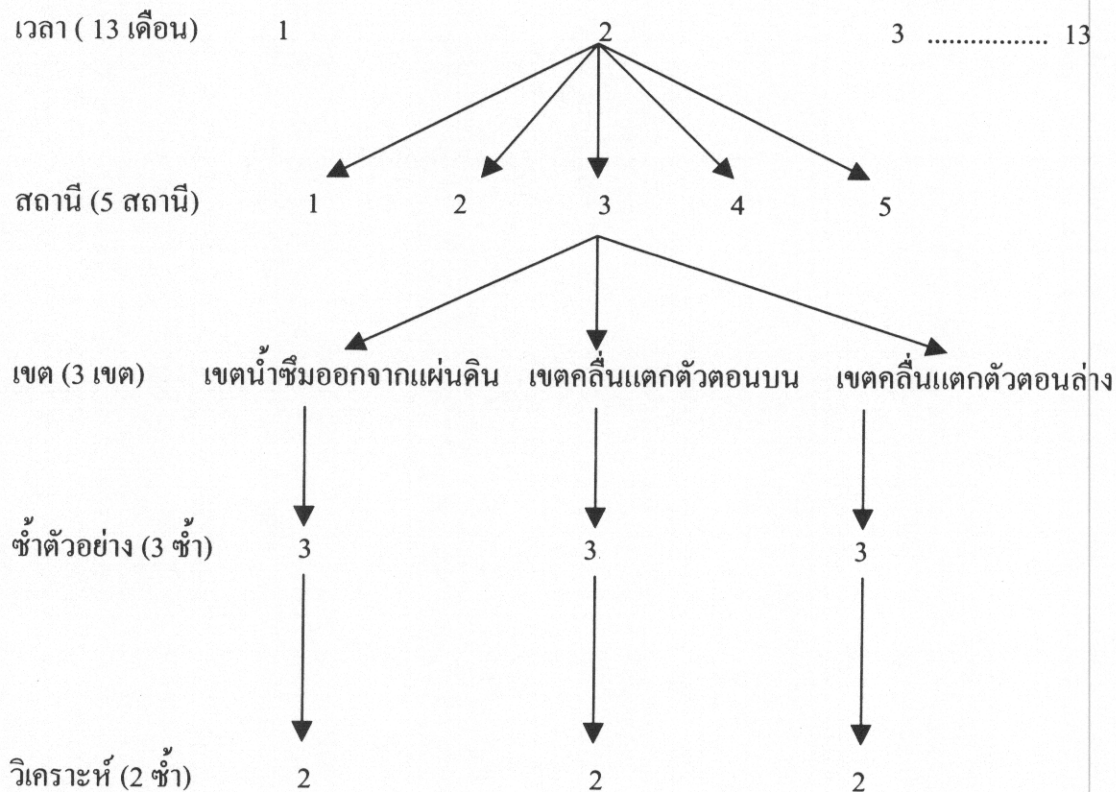 เวลา ( 13 เดือน) 1 2 3 ................. 13
สถานี (5 สถานี) 1 2 3 4 5
เขต (3 เขต) เขตน้ำซึมออกจากแผ่นดิน เขตคลื่นแตกตัวตอนบน เขตคลื่นแตกตัวตอนล่าง
ซ้ำตัวอย่าง (3 ซ้ำ) 3 3 3
วิเคราะห์ (2 ซ้ำ) 2 2 2